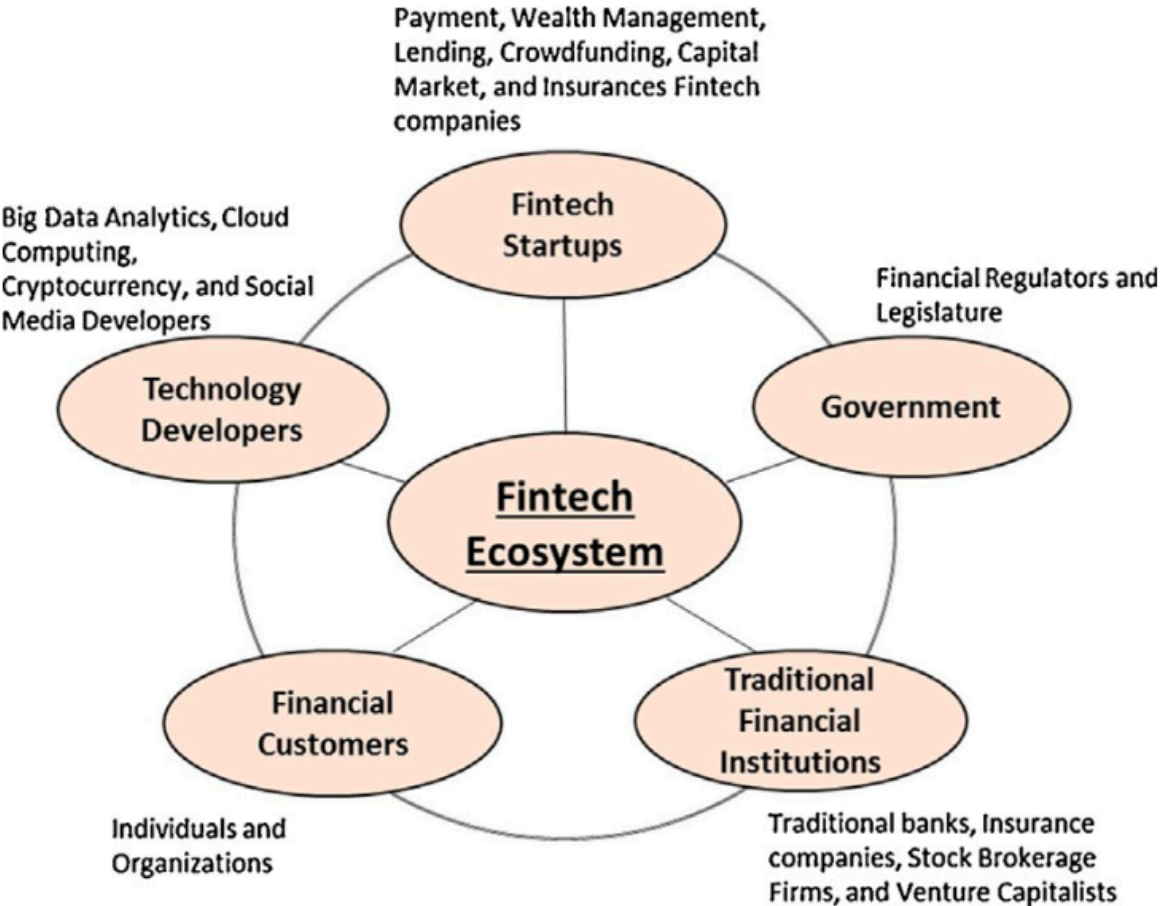 Payment, Wealth Management,
Lending, Crowdfunding, Capital
Market, and Insurances Fintech
companies
Fintech
Startups
Big Data Analytics, Cloud
Computing,
Cryptocurrency, and Social
Media Developers
Technology
Developers
Financial Regulators and
Legislature
Government
Fintech
Ecosystem
Financial
Customers
Individuals and
Organizations
Traditional
Financial
Institutions
Traditional banks, Insurance
companies, Stock Brokerage
Firms, and Venture Capitalists